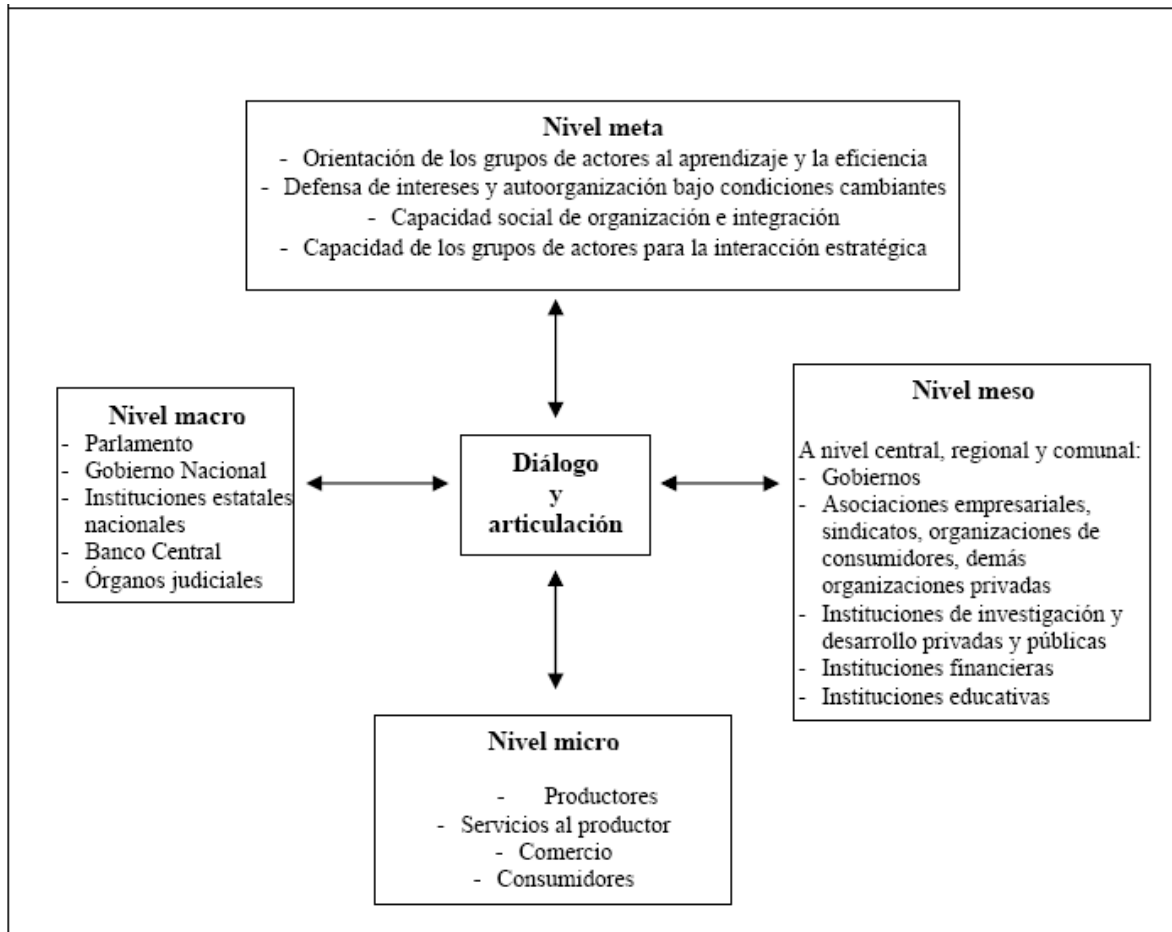 Nivel meta
- Orientación de los grupos de actores al aprendizaje y la eficiencia
- Defensa de intereses y autoorganización bajo condiciones cambiantes
- Capacidad social de organización e integración
- Capacidad de los grupos de actores para la interacción estratégica
Nivel macro
- Parlamento
- Gobierno Nacional
- Instituciones estatales
nacionales
- Banco Central
- Órganos judiciales
Diálogo
y
articulación
Nivel meso
A nivel central, regional y comunal:
- Gobiernos
- Asociaciones empresariales,
sindicatos, organizaciones de
consumidores, demás
organizaciones privadas
- Instituciones de investigación y
desarrollo privadas y públicas
- Instituciones financieras
- Instituciones educativas
Nivel micro
- Productores
- Servicios al productor
- Comercio
- Consumidores